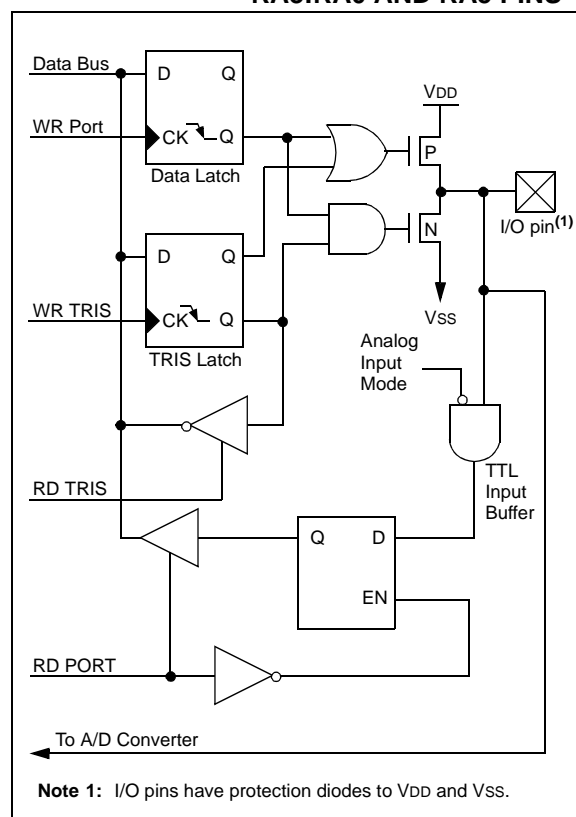 RA3:RA0 AND RA5 PINS
Data Bus
D Q
VDD
WR Port
CK Q
P
Data Latch
I/O pin(1)
N
D Q
WR TRIS
CK Q
VSS
TRIS Latch
Analog
Input
Mode
TTL
Input
Buffer
RD TRIS
Q D
EN
RD PORT
To A/D Converter
Note 1: I/O pins have protection diodes to VDD and VSS.